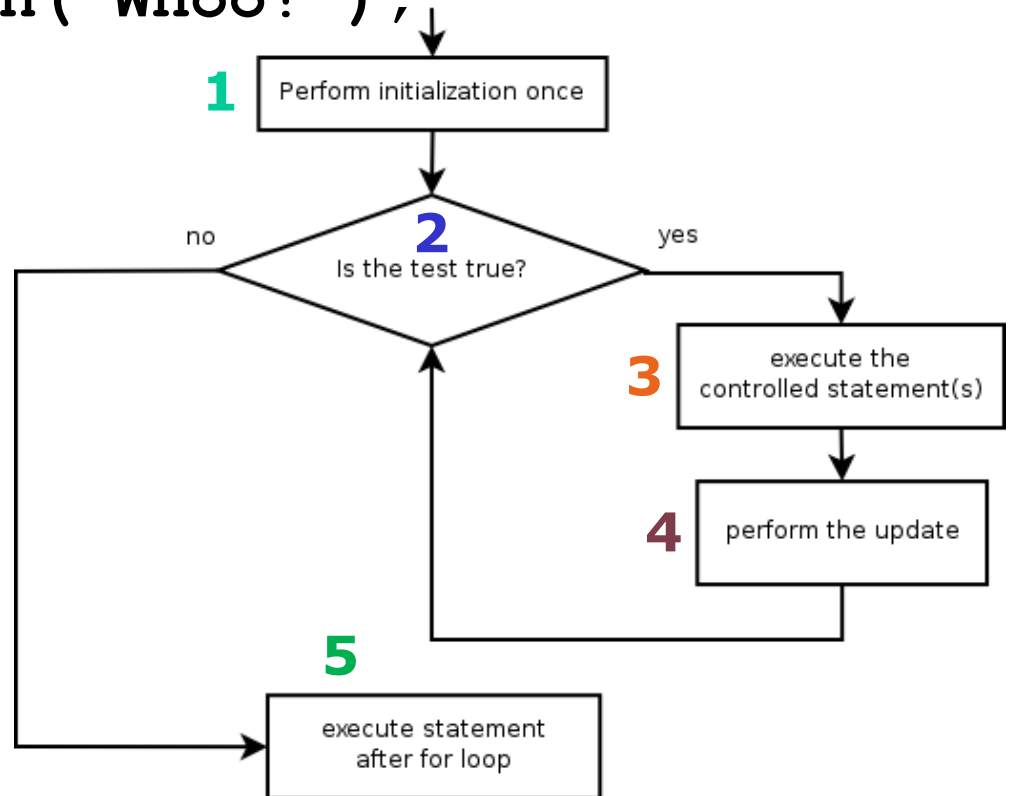 n("Whoo!");
1
Perform initialization once
no
2
yes
Is the test true?
3
execute the
controlled statement(s)
4
perform the update
5
execute statement
after for loop